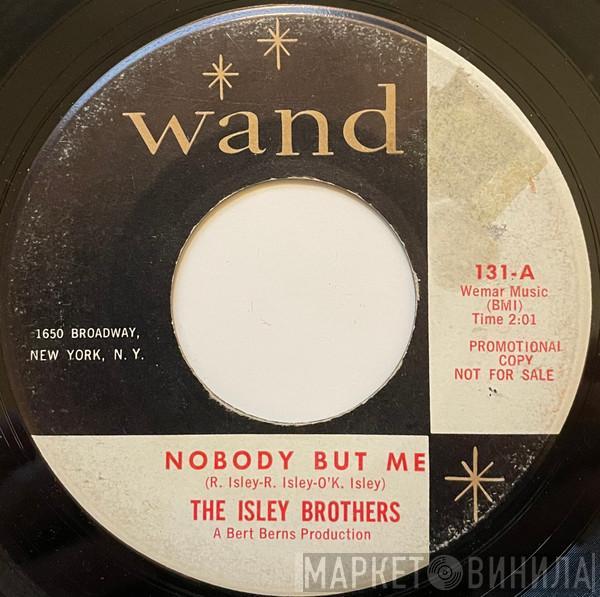 wand
131-A
Wemar Music
(BMI)
Time 2:01
PROMOTIONAL
COPY
NOT FOR SALE
1650 BROADWAY,
NEW YORK, N. Y.
NOBODY BUT ME
(R. Isley-R. Isley-O'K. Isley)
THE ISLEY BROTHERS
A Bert Berns Production
МАРКЕТ ВИНИЛА